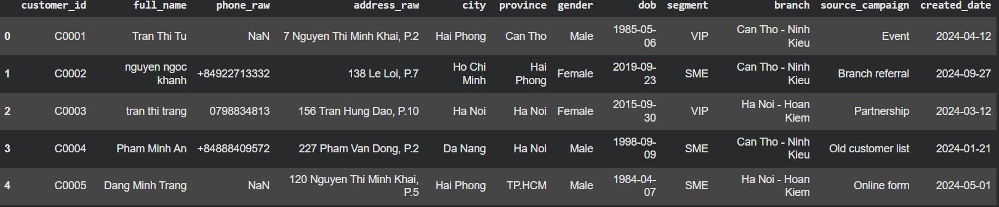 customer_id full_name phone_raw address_raw city province gender dob segment branch source_campaign created_date
0 C0001 Tran Thi Tu NaN 7 Nguyen Thi Minh Khai, P.2 Hai Phong Can Tho Male 1985-05-06 VIP Can Tho - Ninh Kieu Event 2024-04-12
1 C0002 nguyen ngoc khanh +84922713332 138 Le Loi, P.7 Ho Chi Minh Hai Phong Female 2019-09-23 SME Can Tho - Ninh Kieu Branch referral 2024-09-27
2 C0003 tran thi trang 0798834813 156 Tran Hung Dao, P.10 Ha Noi Ha Noi Female 2015-09-30 VIP Ha Noi - Hoan Kiem Partnership 2024-03-12
3 C0004 Pham Minh An +84888409572 227 Pham Van Dong, P.2 Da Nang Ha Noi Male 1998-09-09 SME Can Tho - Ninh Kieu Old customer list 2024-01-21
4 C0005 Dang Minh Trang NaN 120 Nguyen Thi Minh Khai, P.5 Hai Phong TP.HCM Male 1984-04-07 SME Ha Noi - Hoan Kiem Online form 2024-05-01